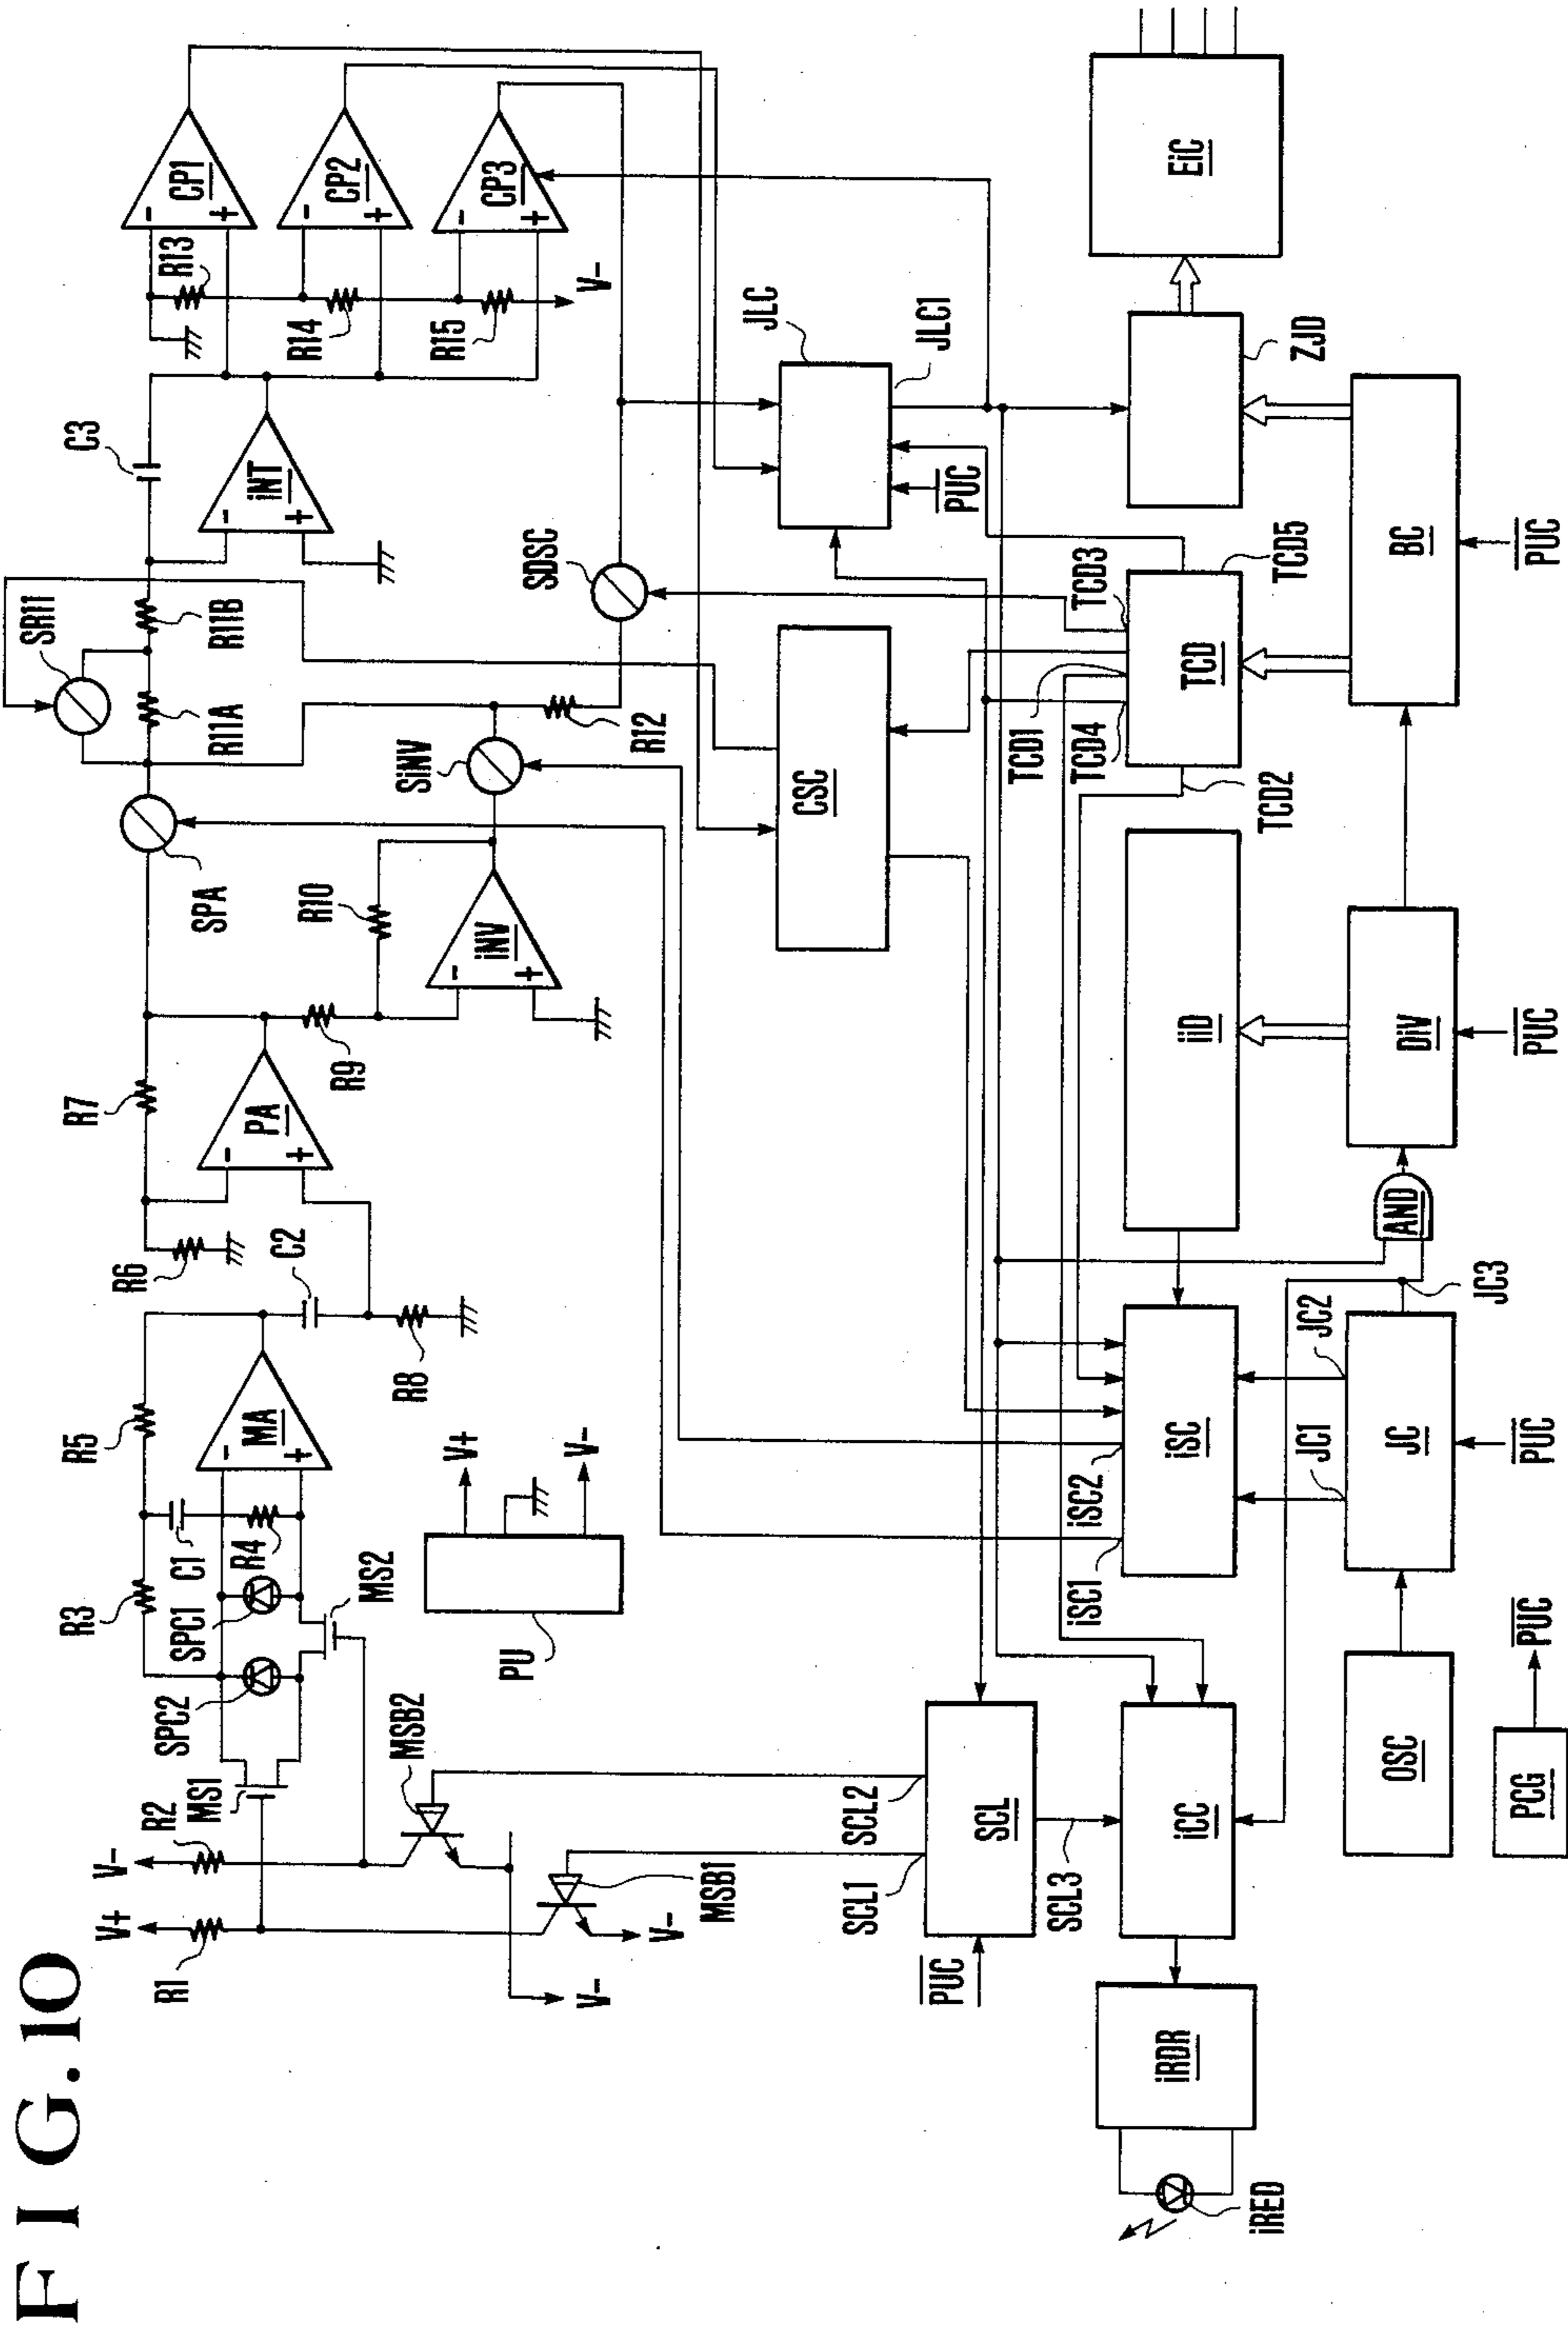 FIG.10
V+
V-
R1
R2
MS1
SPC2
SPC1
R3
C1
R4
R5
MS2
MA
-
+
C2
R8
R6
R7
PA
-
+
R9
R10
iNV
-
+
SPA
SiNV
SR11
R11A
R11B
R12
C3
iNT
-
+
SDSC
R13
R14
R15
V-
CP1
-
+
CP2
-
+
CP3
-
+
MSB2
MSB1
V-
V-
PU
V+
V-
CSC
JLC
JLC1
PUC
SCL1
SCL2
SCL
SCL3
PUC
iSC1
iSC2
iSC
iiD
TCD1
TCD4
TCD3
TCD
TCD2
TCD5
ZJD
EiC
iRED
iRDR
iCC
OSC
JC1
JC2
JC
JC3
PUC
AND
DiV
PUC
BC
PUC
PCG
PUC